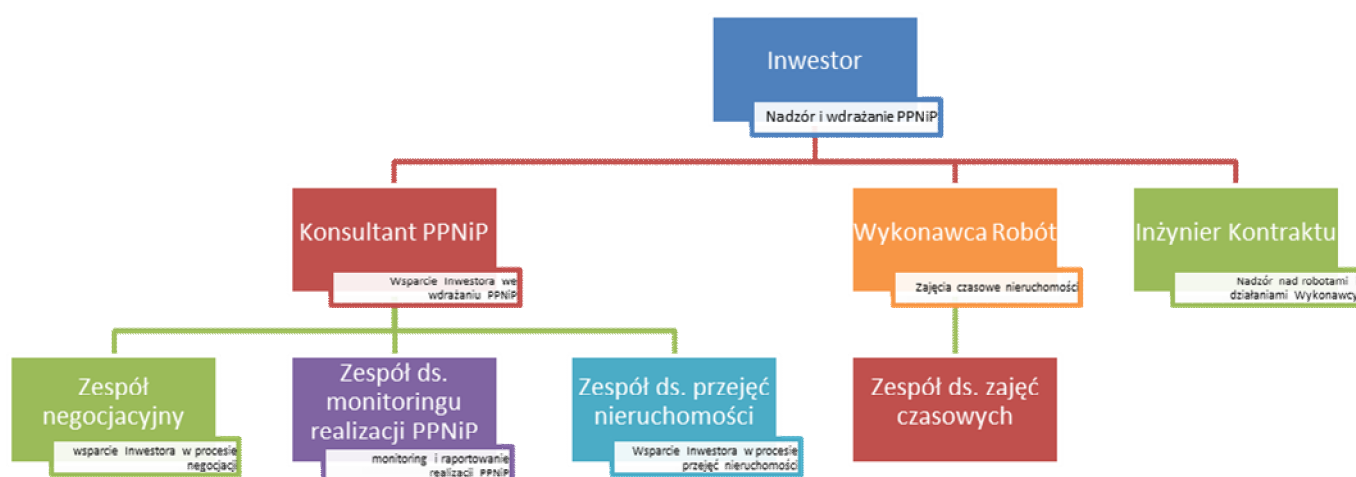 Inwestor
Nadzór i wdrażanie PPNiP
Konsultant PPNiP
Wsparcie Inwestora we
wdrażaniu PPNiP
Wykonawca Robót
Zajęcia czasowe nieruchomości
Inżynier Kontraktu
Nadzór nad robotami i
działaniami Wykonawcy
Zespół
negocjacyjny
wsparcie Inwestora w procesie
negocjacji
Zespół ds.
monitoringu
realizacji PPNiP
monitoring i raportowanie
realizacji PPNiP
Zespół ds. przejęć
nieruchomości
Wsparcie Inwestora w procesie
przejęć nieruchomości
Zespół ds. zajęć
czasowych